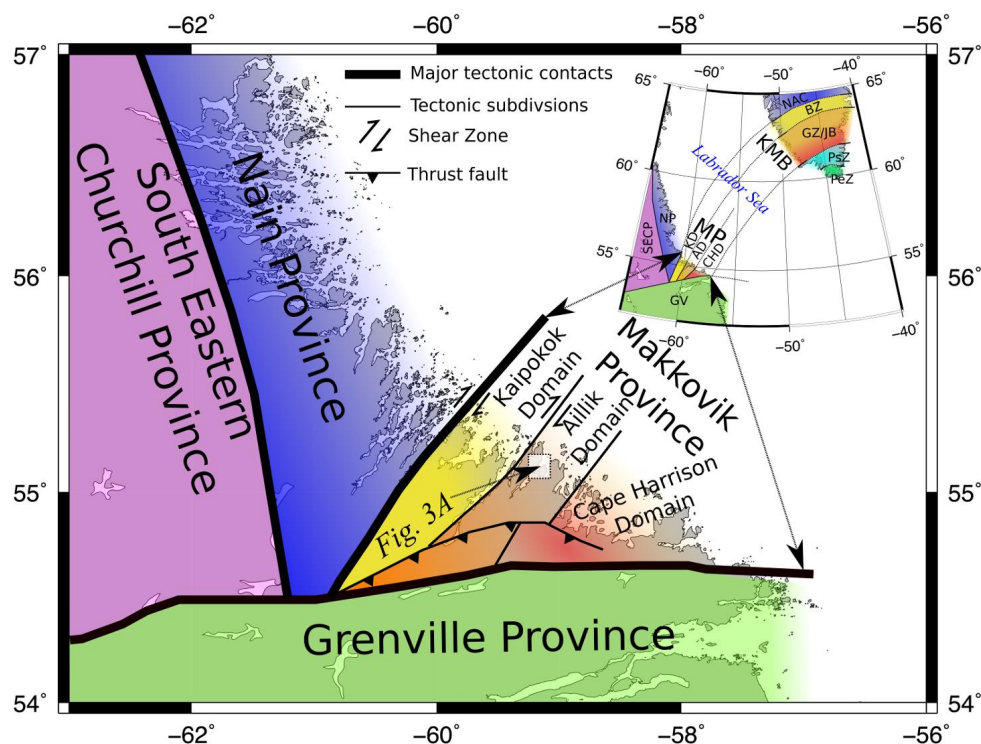 −62° −60° −58° −56°
57° 57°
56° 56°
55° 55°
54° 54°
−62° −60° −58° −56°
Major tectonic contacts
Tectonic subdivsions
Shear Zone
Thrust fault
South Eastern
Churchill Province
Nain Province
Kaipokok
Domain
Aillik
Domain
Makkovik
Province
Cape Harrison
Domain
Fig. 3A
Grenville Province
−60° −50° −40°
65° 65°
60° 60°
55° 55°
−60° −50° −40°
NAC
BZ
GZ/JB
PsZ
PeZ
KMB
Labrador Sea
MP
KD
AD
CHD
NP
SECP
GV